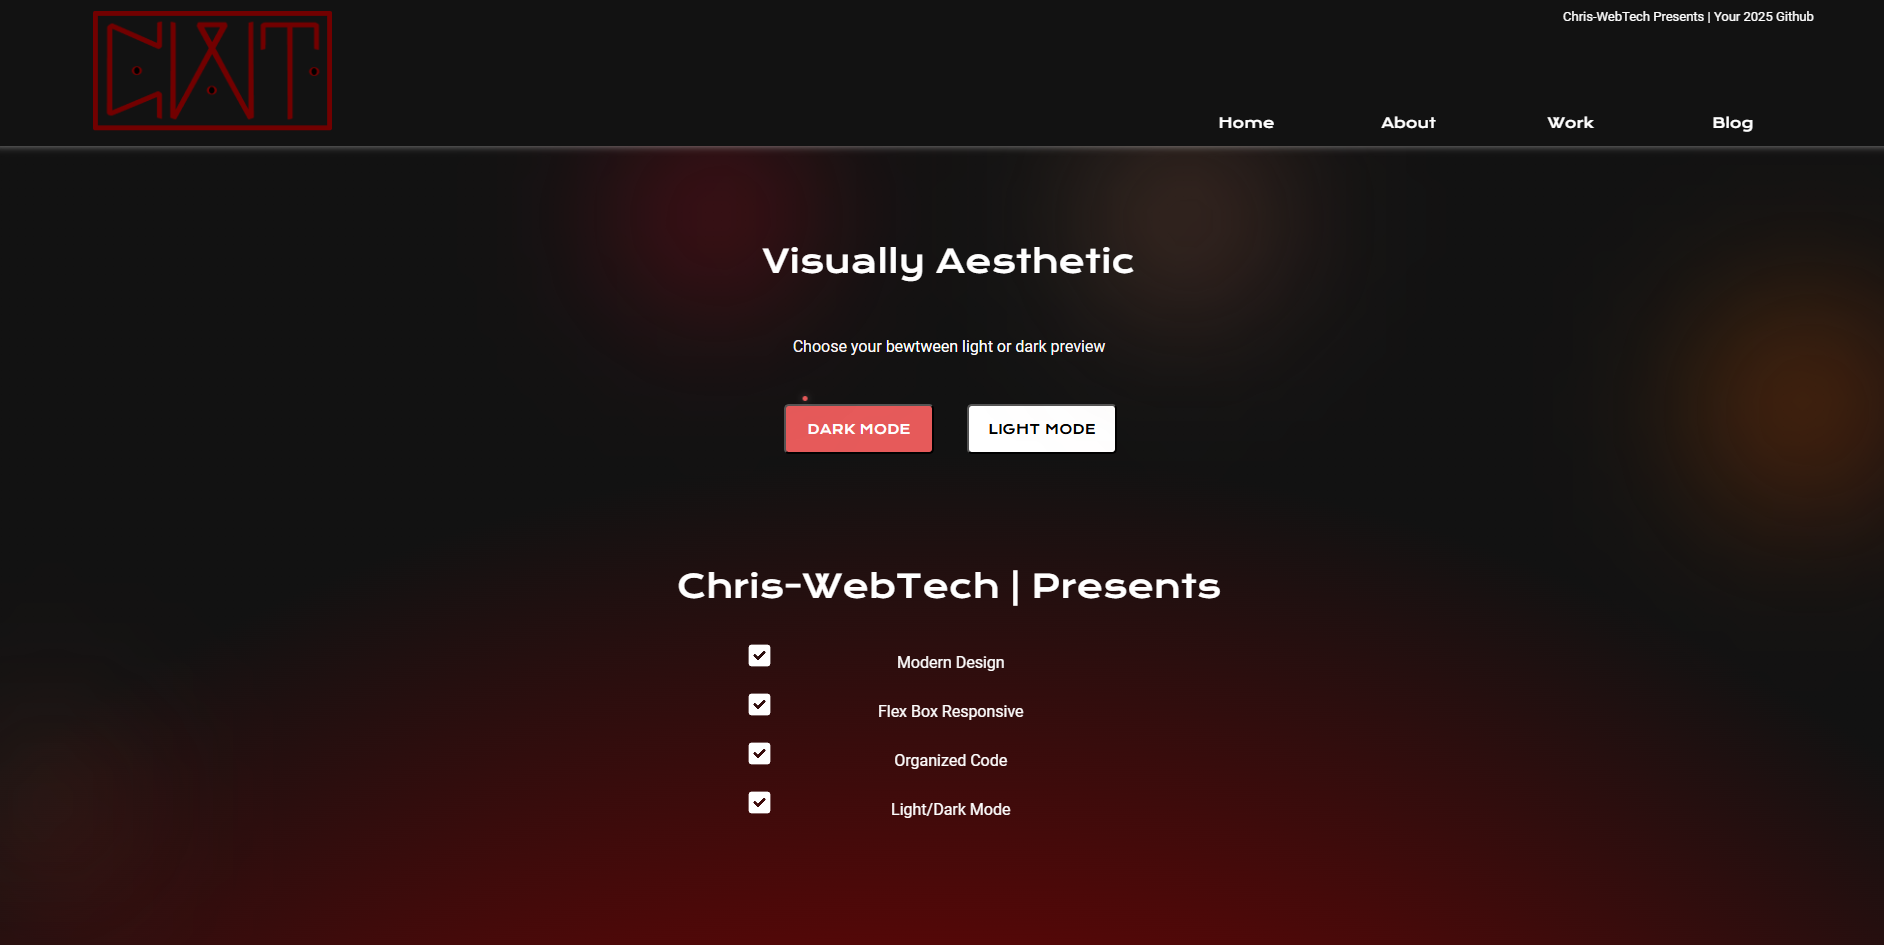 CWT
Chris-WebTech Presents | Your 2025 Github
Home About Work Blog
Visually Aesthetic
Choose your bewtween light or dark preview
DARK MODE LIGHT MODE
Chris-WebTech | Presents
Modern Design
Flex Box Responsive
Organized Code
Light/Dark Mode